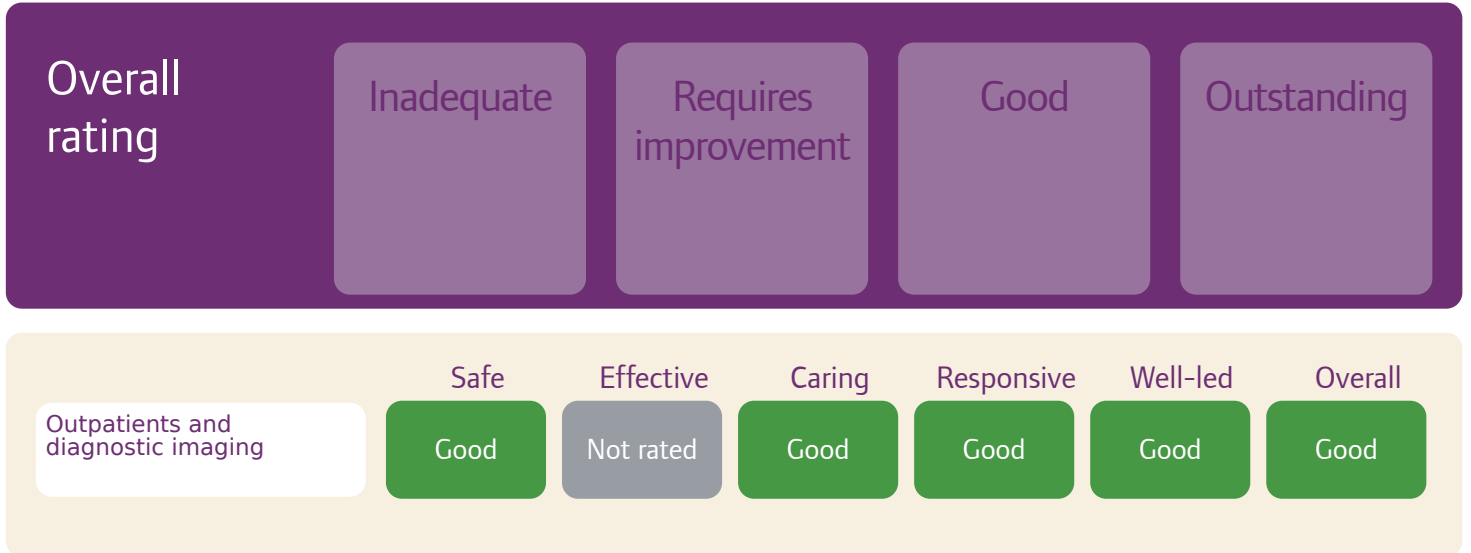 Overall
rating
Inadequate
Requires
improvement
Good
Outstanding
Safe Effective Caring Responsive Well-led Overall
Outpatients and
diagnostic imaging
Good Not rated Good Good Good Good